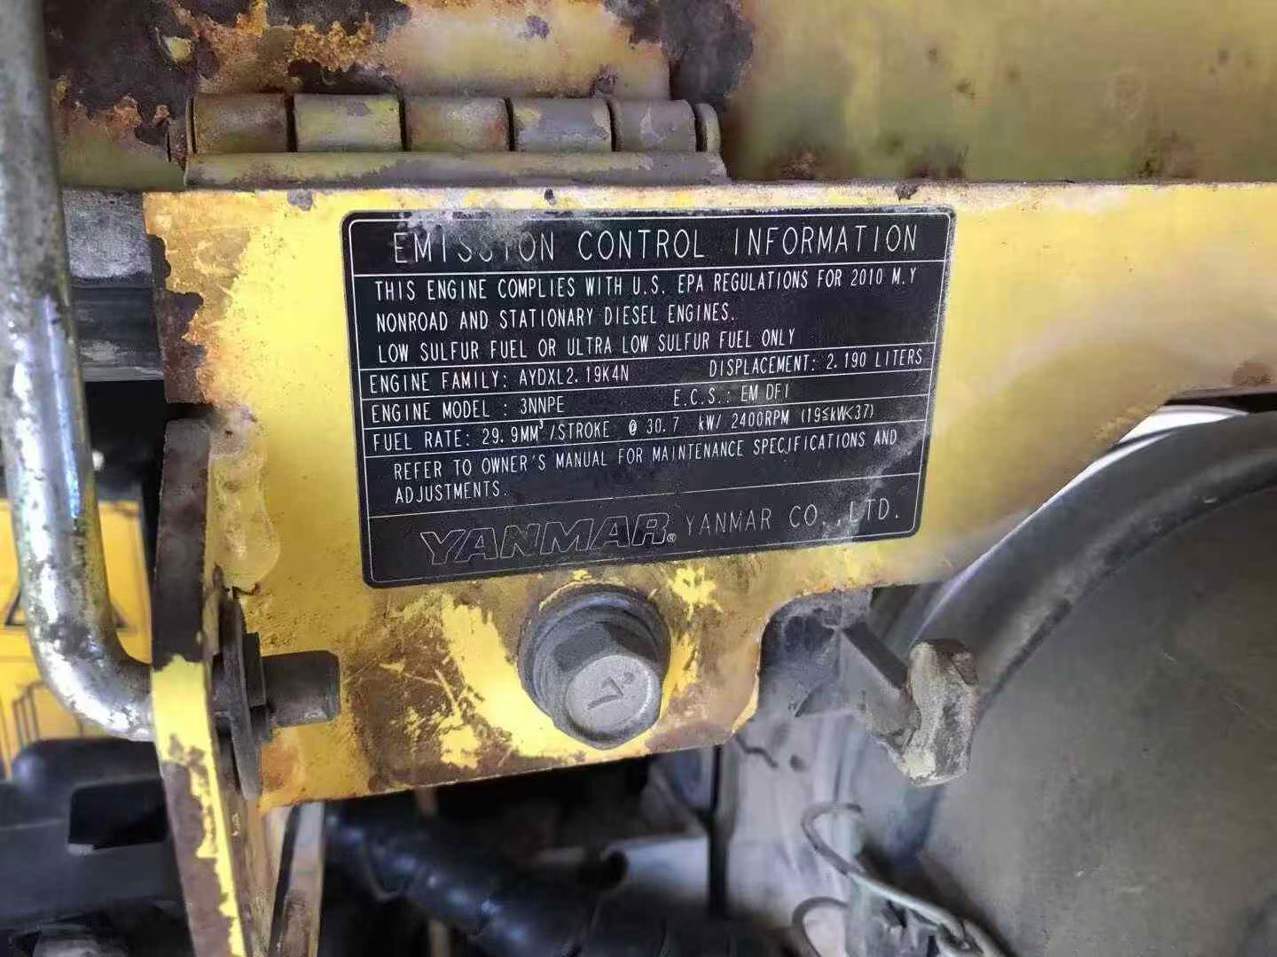 EMISSION CONTROL INFORMATION
THIS ENGINE COMPLIES WITH U.S. EPA REGULATIONS FOR 2010 M.Y
NONROAD AND STATIONARY DIESEL ENGINES.
LOW SULFUR FUEL OR ULTRA LOW SULFUR FUEL ONLY
ENGINE FAMILY: AYDXL2.19K4N DISPLACEMENT: 2.190 LITERS
ENGINE MODEL : 3NNPE E.C.S.: EM DFI
FUEL RATE: 29.9MM³/STROKE @ 30.7 kW/ 2400RPM (19≤kW<37)
REFER TO OWNER'S MANUAL FOR MAINTENANCE SPECIFICATIONS AND
ADJUSTMENTS.
YANMAR® YANMAR CO.,LTD.
7